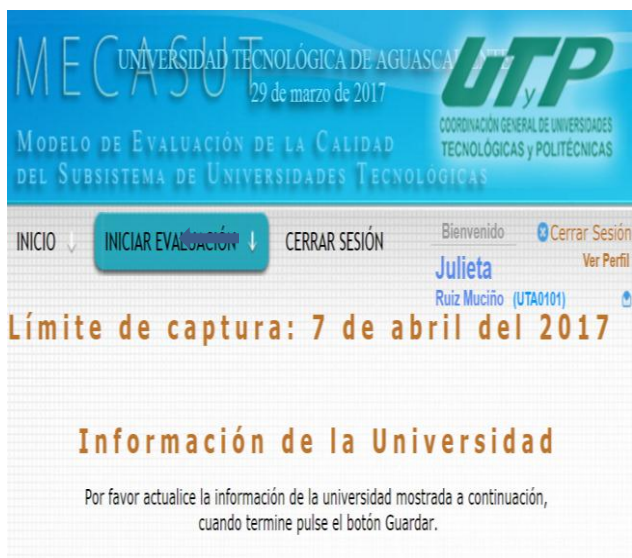 MECASUT
UNIVERSIDAD TECNOLÓGICA DE AGUASCALIENTES
29 de marzo de 2017
MODELO DE EVALUACIÓN DE LA CALIDAD
DEL SUBSISTEMA DE UNIVERSIDADES TECNOLÓGICAS
UTyP
COORDINACIÓN GENERAL DE UNIVERSIDADES
TECNOLÓGICAS y POLITÉCNICAS
INICIO ↓ INICIAR EVALUACIÓN ↓ CERRAR SESIÓN
Bienvenido Cerrar Sesión
Julieta Ver Perfil
Ruiz Muciño (UTA0101)
Límite de captura: 7 de abril del 2017
Información de la Universidad
Por favor actualice la información de la universidad mostrada a continuación,
cuando termine pulse el botón Guardar.